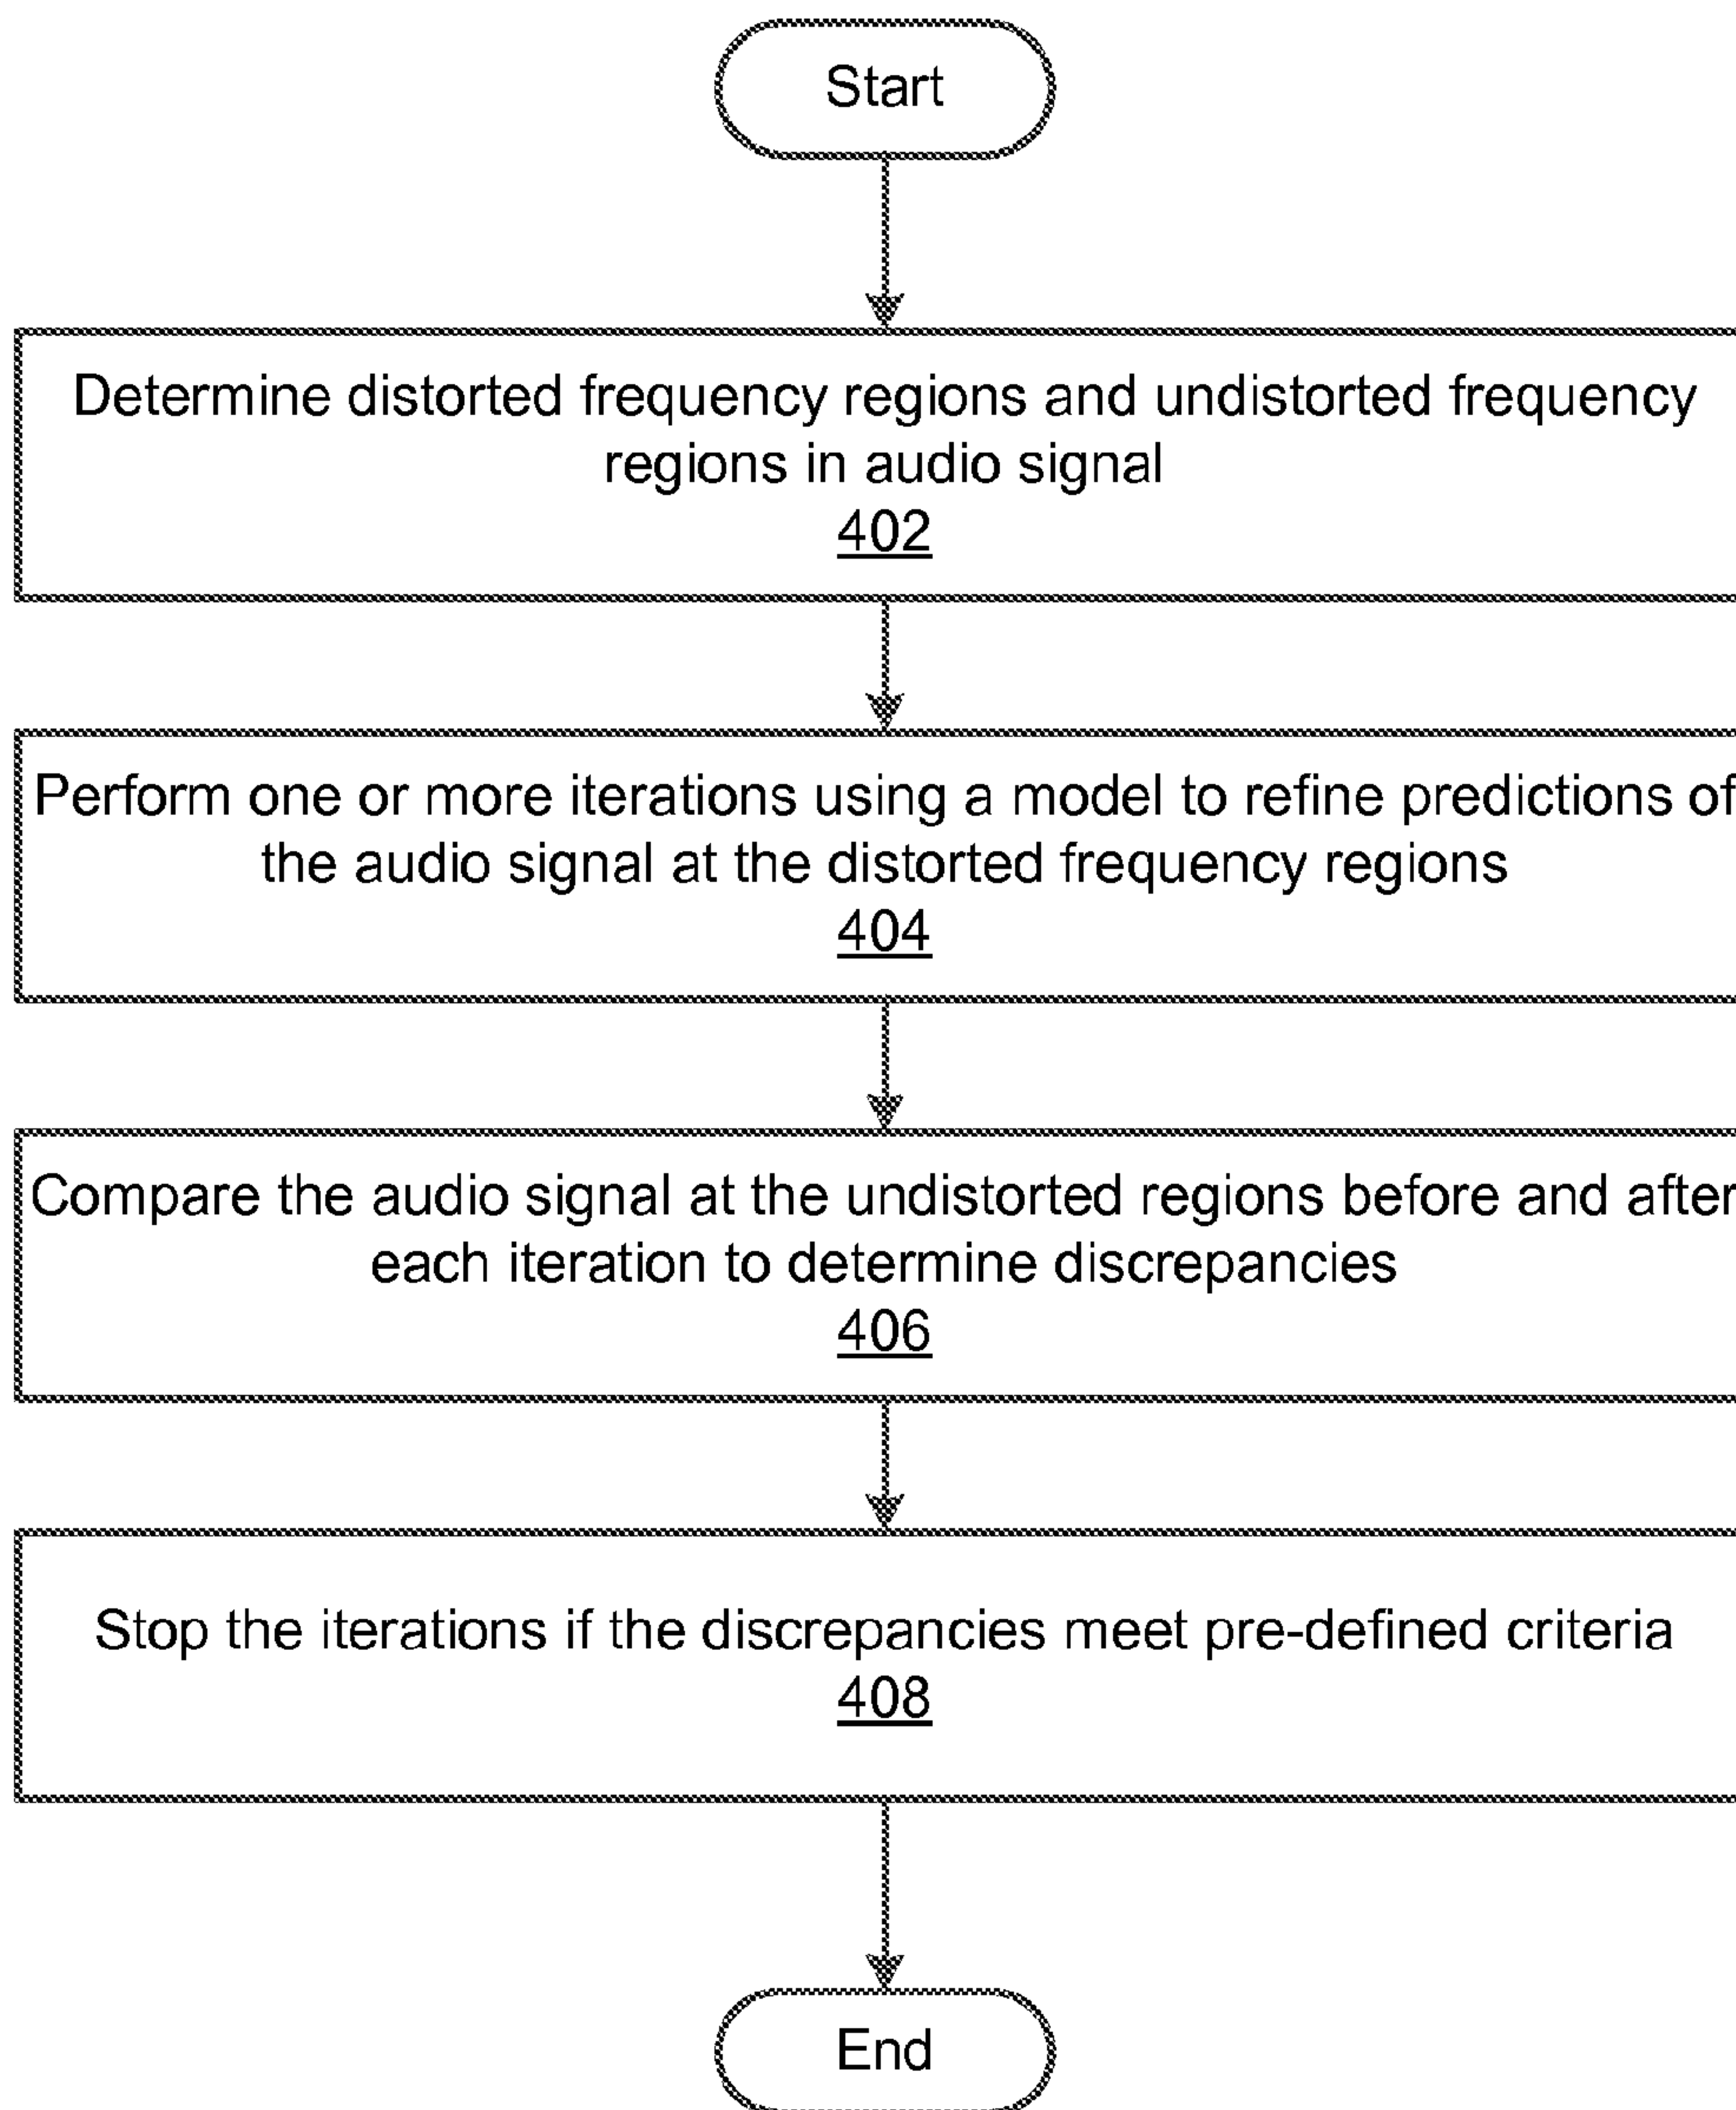 Start
Determine distorted frequency regions and undistorted frequency
regions in audio signal
402
Perform one or more iterations using a model to refine predictions of
the audio signal at the distorted frequency regions
404
Compare the audio signal at the undistorted regions before and after
each iteration to determine discrepancies
406
Stop the iterations if the discrepancies meet pre-defined criteria
408
End